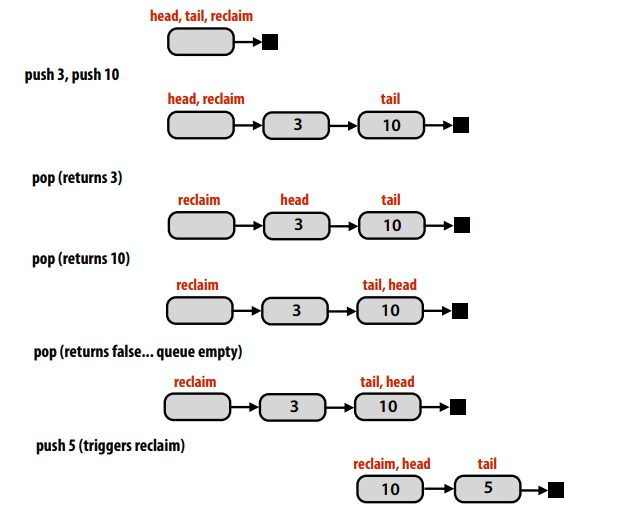 head, tail, reclaim
push 3, push 10
head, reclaim tail
3 10
pop (returns 3)
reclaim head tail
3 10
pop (returns 10)
reclaim tail, head
3 10
pop (returns false... queue empty)
reclaim tail, head
3 10
push 5 (triggers reclaim)
reclaim, head tail
10 5